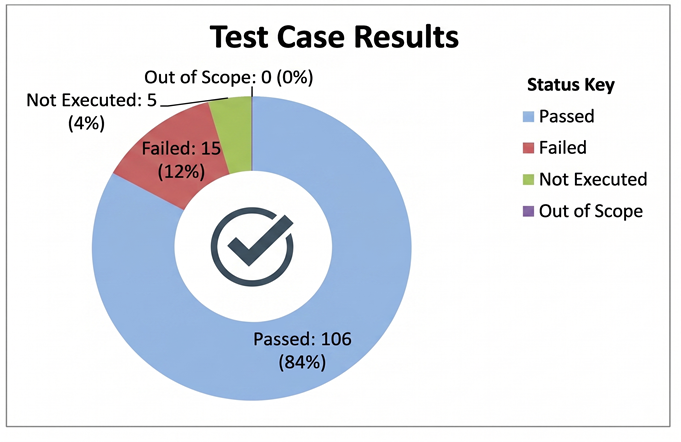 Test Case Results
Out of Scope: 0 (0%)
Not Executed: 5
(4%)
Failed: 15
(12%)
Passed: 106
(84%)
Status Key
Passed
Failed
Not Executed
Out of Scope